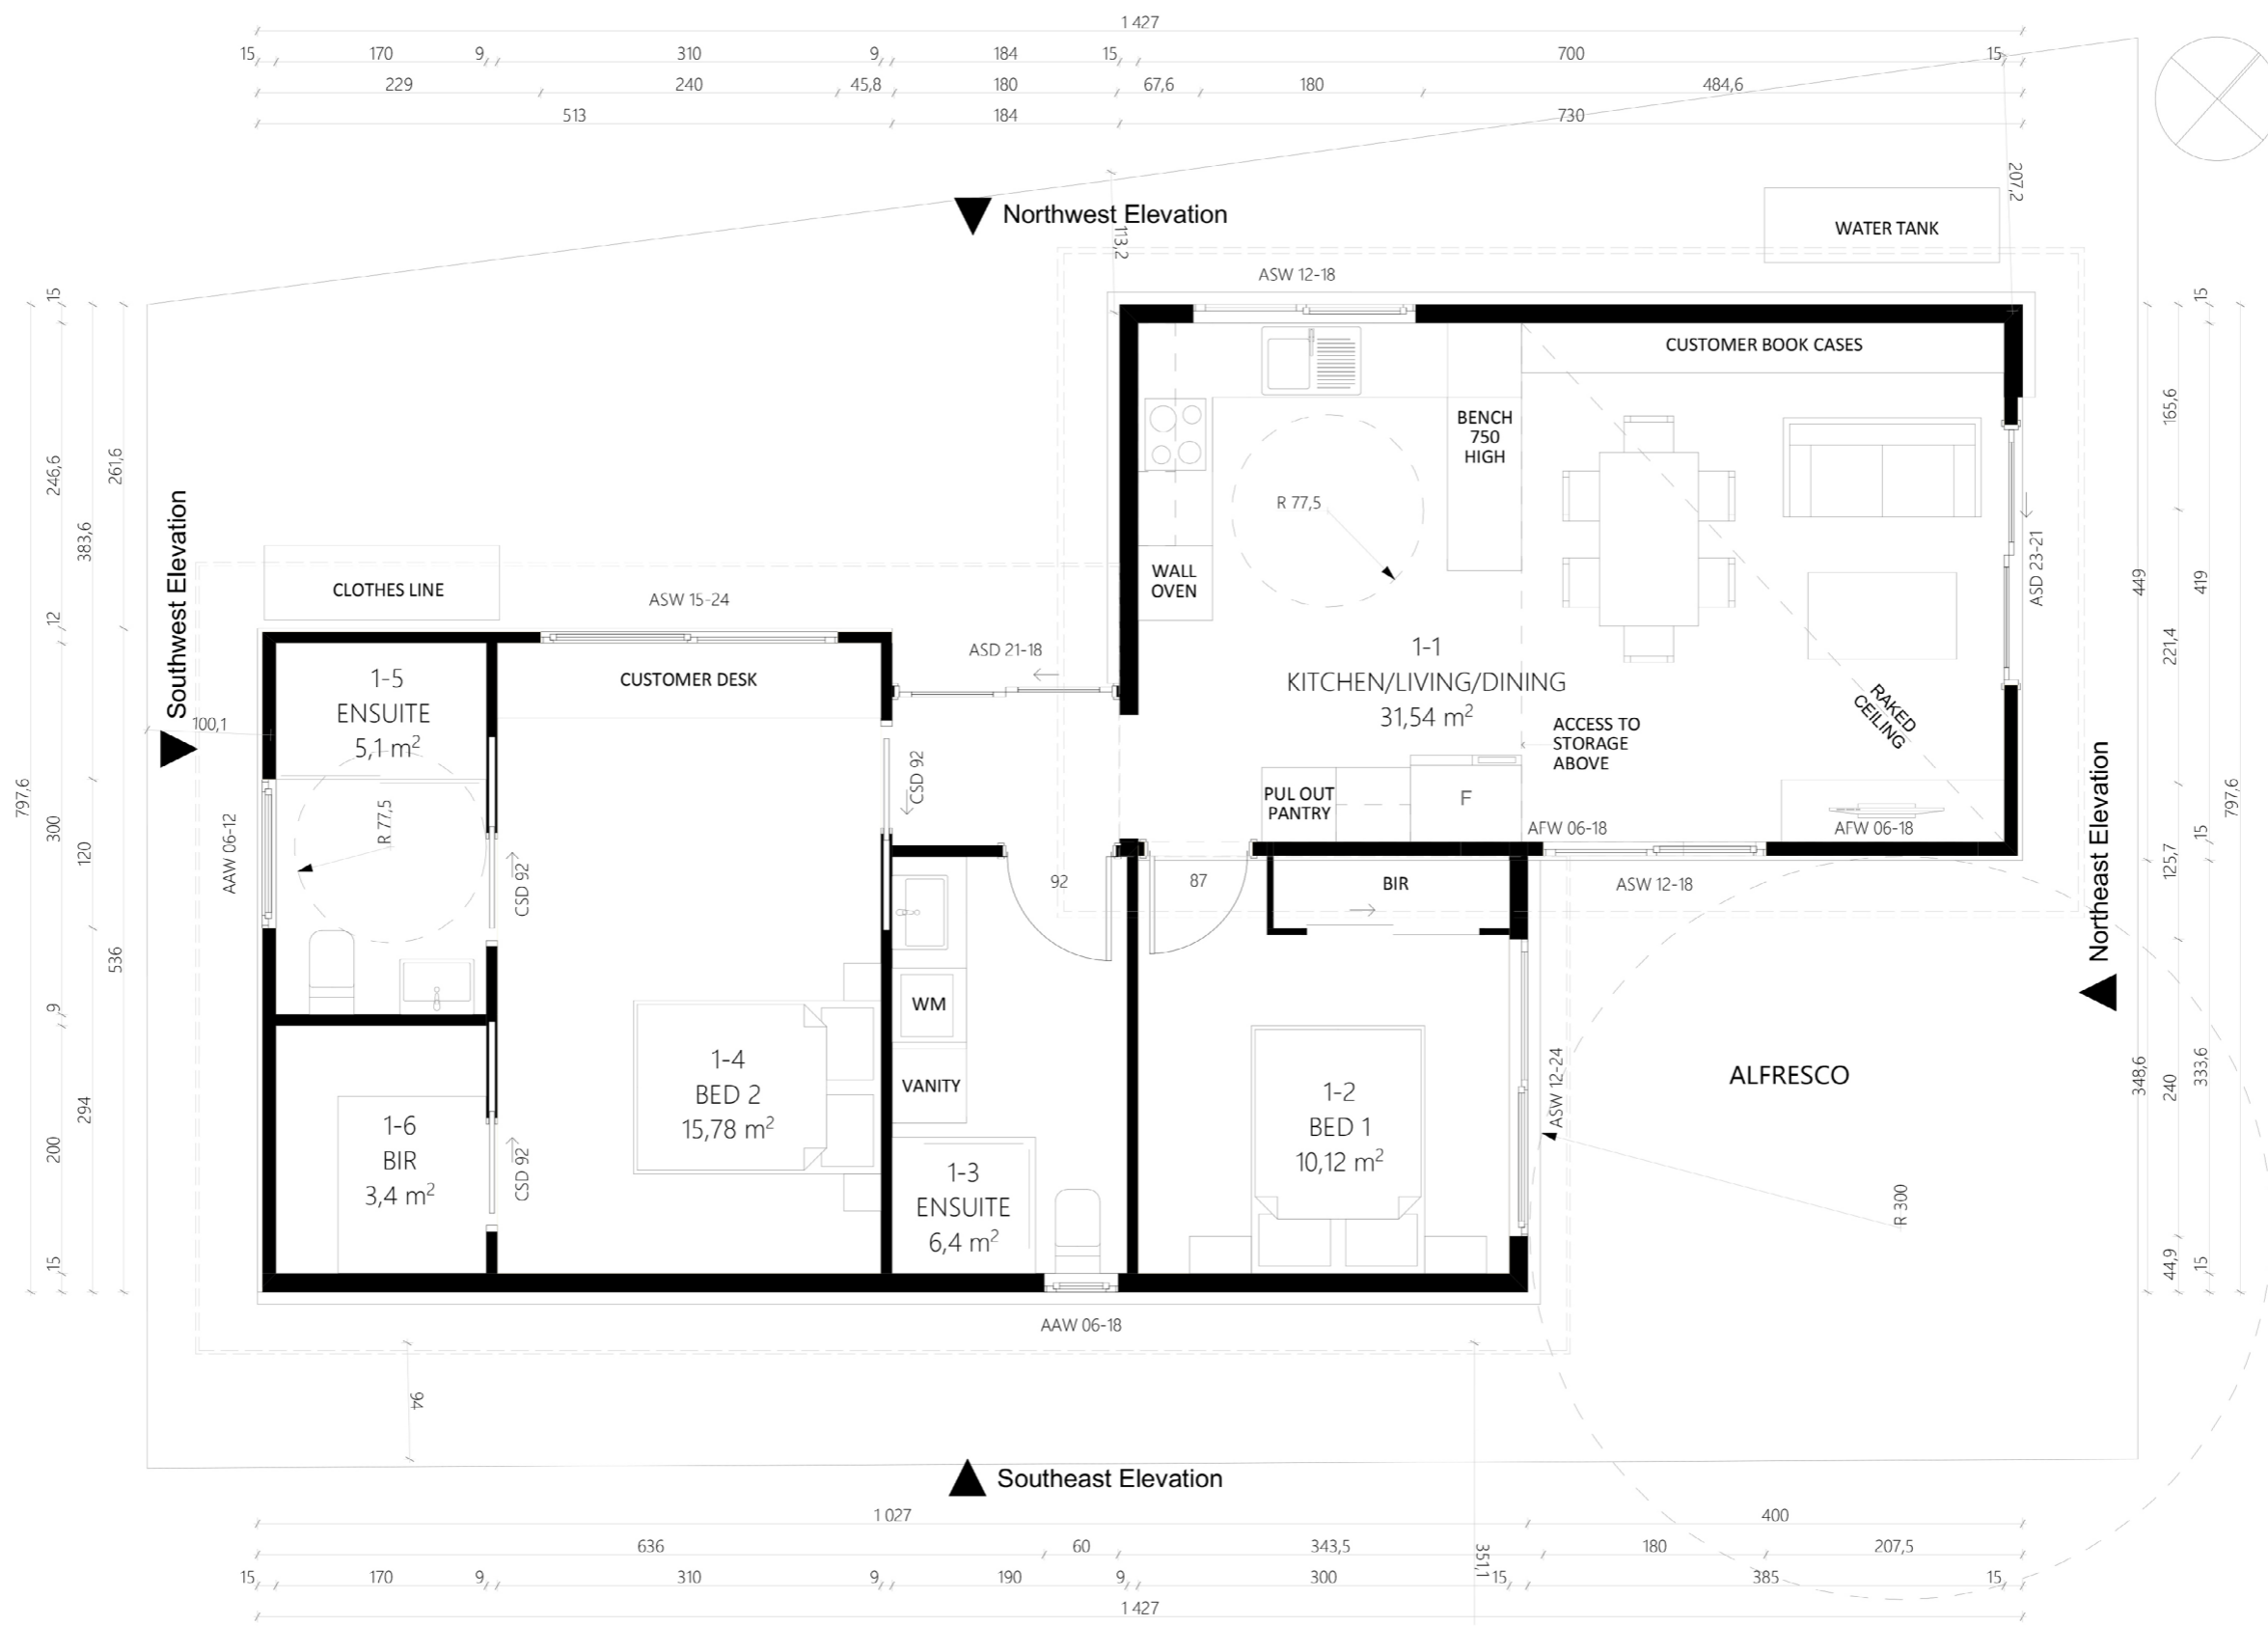 1 427
15 170 9 310 9 184 15 700 15
229 240 45,8 180 67,6 180 484,6
513 184 730
207,2
Northwest Elevation
113,2
WATER TANK
ASW 12-18
CUSTOMER BOOK CASES
BENCH
750
HIGH
R 77,5
WALL
OVEN
ASD 23-21
1-1
KITCHEN/LIVING/DINING
31,54 m²
RAKED
CEILING
ACCESS TO
STORAGE
ABOVE
PUL OUT
PANTRY
F
AFW 06-18
AFW 06-18
ASW 12-18
Southwest Elevation
100,1
CLOTHES LINE
ASW 15-24
ASD 21-18
1-5
ENSUITE
5,1 m²
CUSTOMER DESK
CSD 92
AAW 06-12
R 77,5
CSD 92
92
87
BIR
WM
VANITY
1-4
BED 2
15,78 m²
1-6
BIR
3,4 m²
CSD 92
1-3
ENSUITE
6,4 m²
1-2
BED 1
10,12 m²
ASW 12-24
ALFRESCO
R 300
Northeast Elevation
AAW 06-18
94
351,1
Southeast Elevation
797,6
15 246,6 12 300 9 200 15
383,6 120 294
261,6 536
449 348,6
165,6 221,4 125,7 240 44,9
15 419 15 333,6 15
797,6
1 027 400
636 60 343,5 180 207,5
15 170 9 310 9 190 9 300 15 385 15
1 427